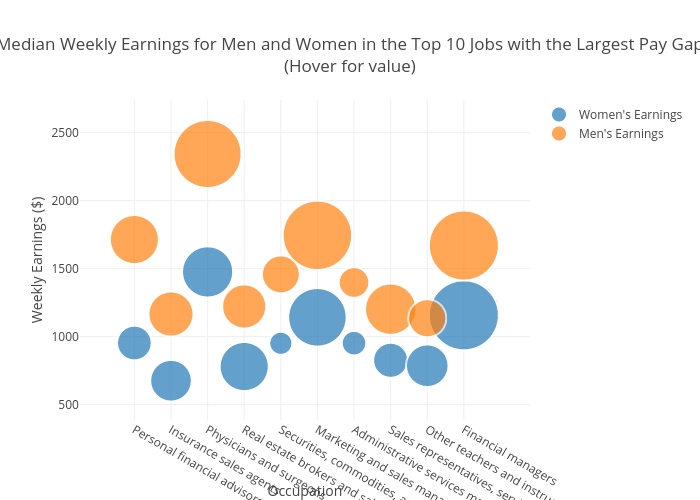 Median Weekly Earnings for Men and Women in the Top 10 Jobs with the Largest Pay Gap
(Hover for value)
Women's Earnings
Men's Earnings
Weekly Earnings ($)
2500
2000
1500
1000
500
Personal financial advisors
Insurance sales agents
Physicians and surgeons
Real estate brokers and
Securities, commodities,
Marketing and sales
Administrative services
Sales representatives,
Other teachers and
Financial managers
Occupation